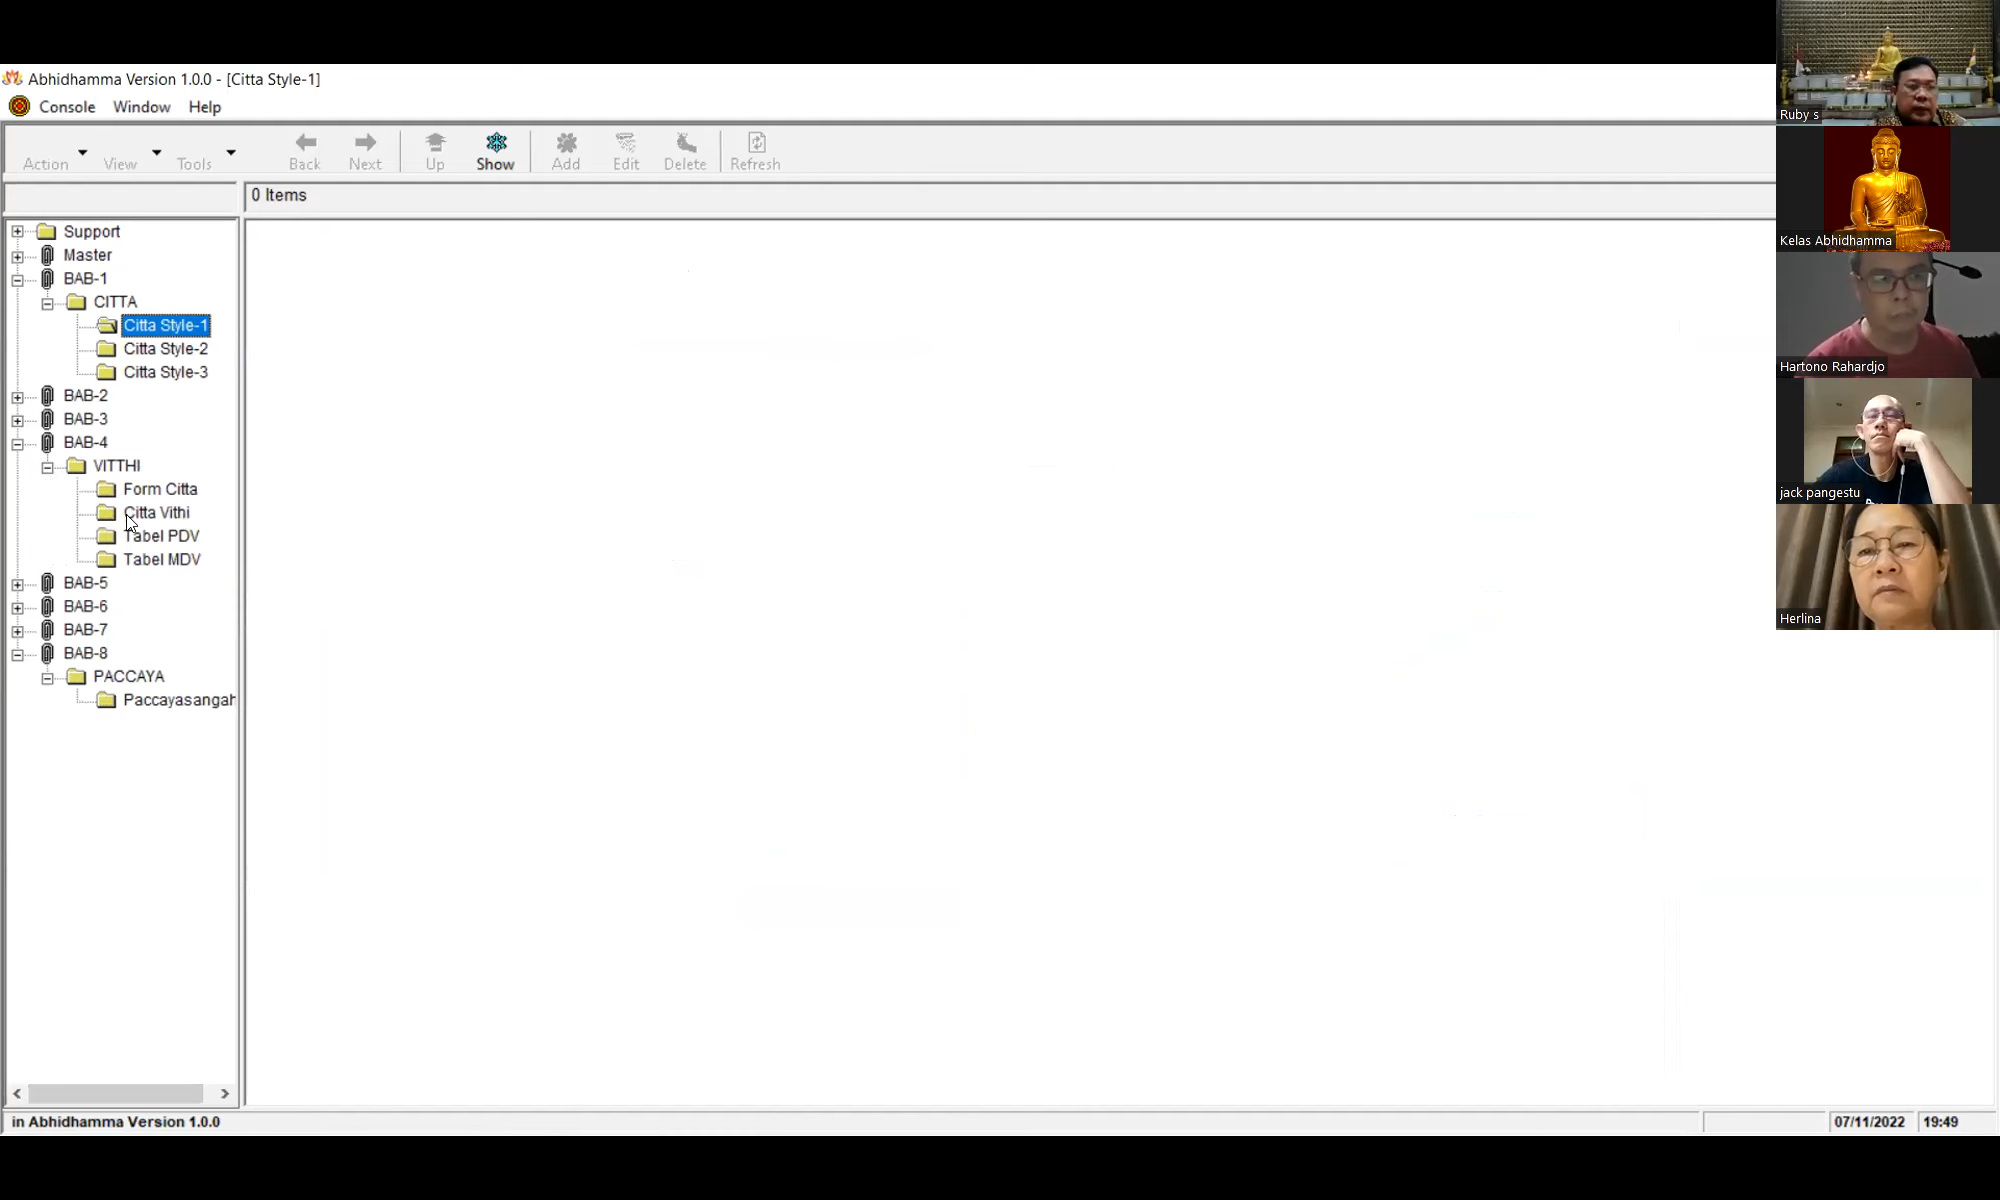 Abhidhamma Version 1.0.0 - [Citta Style-1]
Console Window Help
Action View Tools Back Next Up Show Add Edit Delete Refresh
0 Items
Support
Master
BAB-1
CITTA
Citta Style-1
Citta Style-2
Citta Style-3
BAB-2
BAB-3
BAB-4
VITTHI
Form Citta
Citta Vithi
Tabel PDV
Tabel MDV
BAB-5
BAB-6
BAB-7
BAB-8
PACCAYA
Paccayasangah
in Abhidhamma Version 1.0.0
07/11/2022 19:49
Ruby s
Kelas Abhidhamma
Hartono Rahardjo
jack pangestu
Herlina